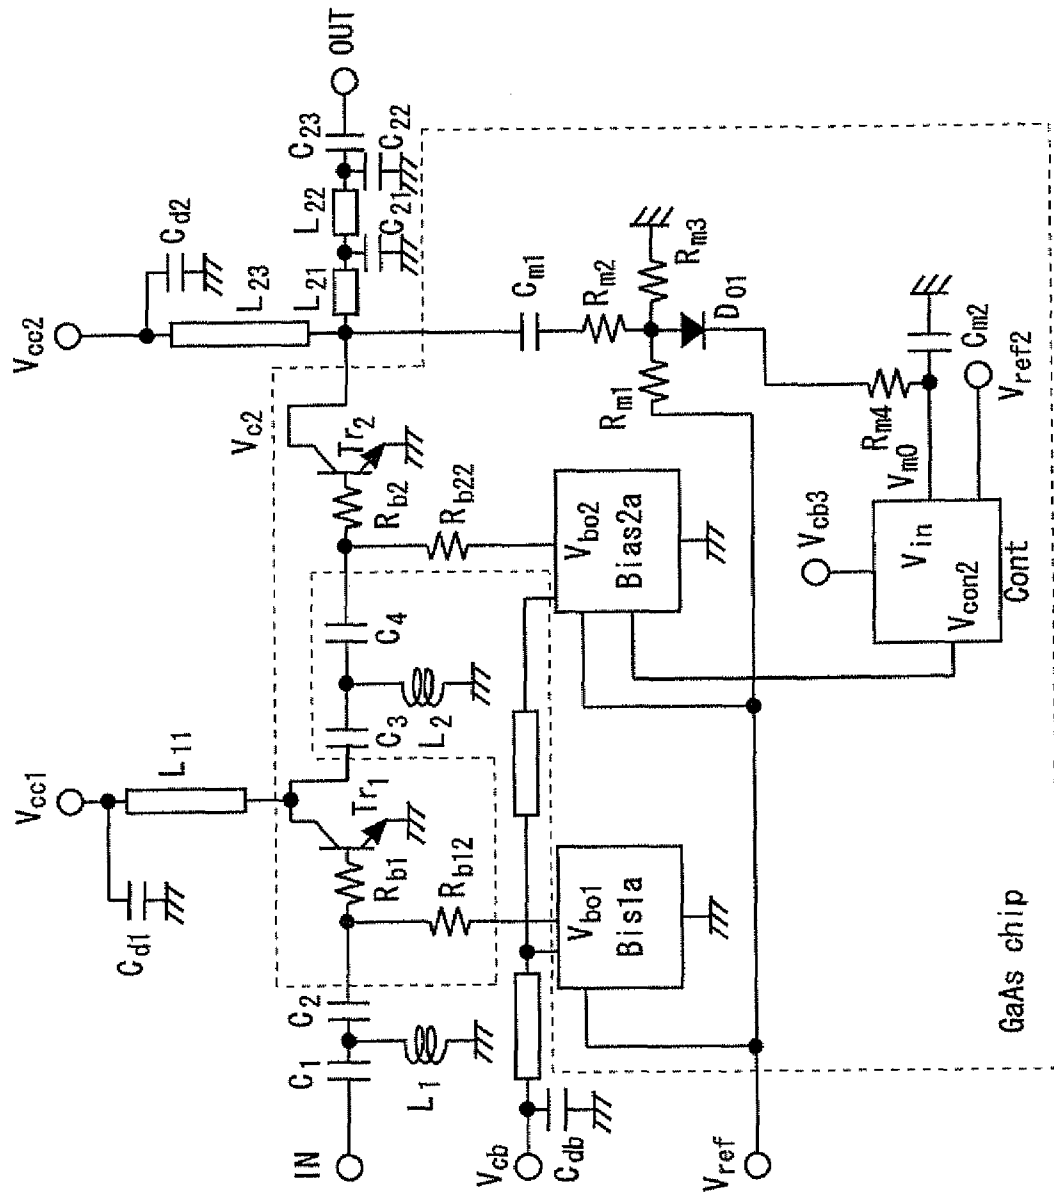 IN
C1
L1
C2
Cd1
Vcc1
L11
Rb1
Tr1
Rb12
C3
L2
C4
Vc2
Rb2
Tr2
Rb22
Vcc2
Cd2
L23
L21
C21
L22
C22
C23
OUT
Vcb
Cdb
Vbo1
Bis1a
Vbo2
Bias2a
Cm1
Rm2
Rm1
Rm3
D01
Rm4
Vm0
Cm2
Vref2
Vcb3
Vin
Vcon2
Cont
Vref
GaAs chip